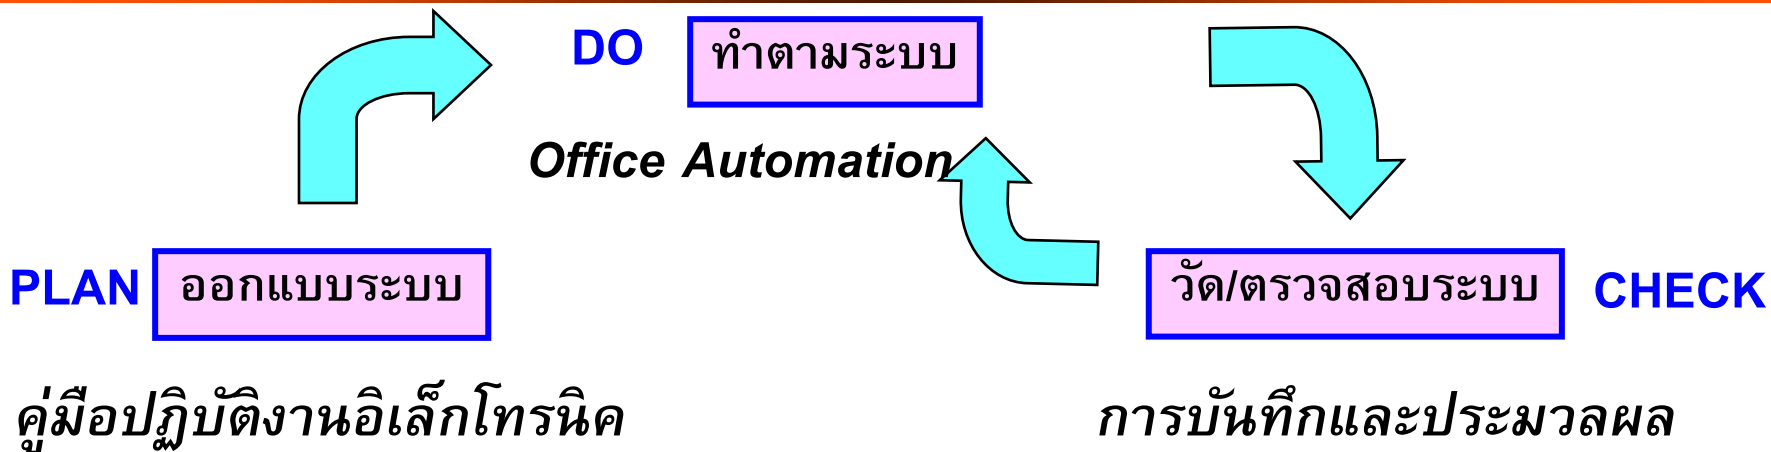 DO ทำตามระบบ
Office Automation
PLAN ออกแบบระบบ
วัด/ตรวจสอบระบบ CHECK
คู่มือปฏิบัติงานอิเล็กโทรนิค
การบันทึกและประมวลผล